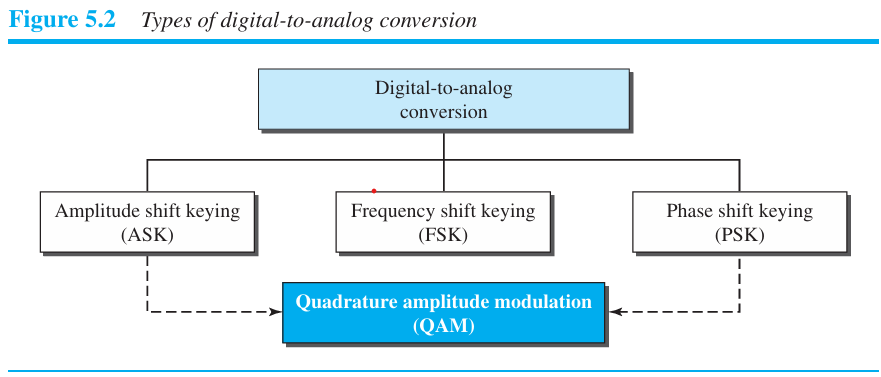 Figure 5.2 Types of digital-to-analog conversion
Digital-to-analog
conversion
Amplitude shift keying
(ASK)
Frequency shift keying
(FSK)
Phase shift keying
(PSK)
Quadrature amplitude modulation
(QAM)